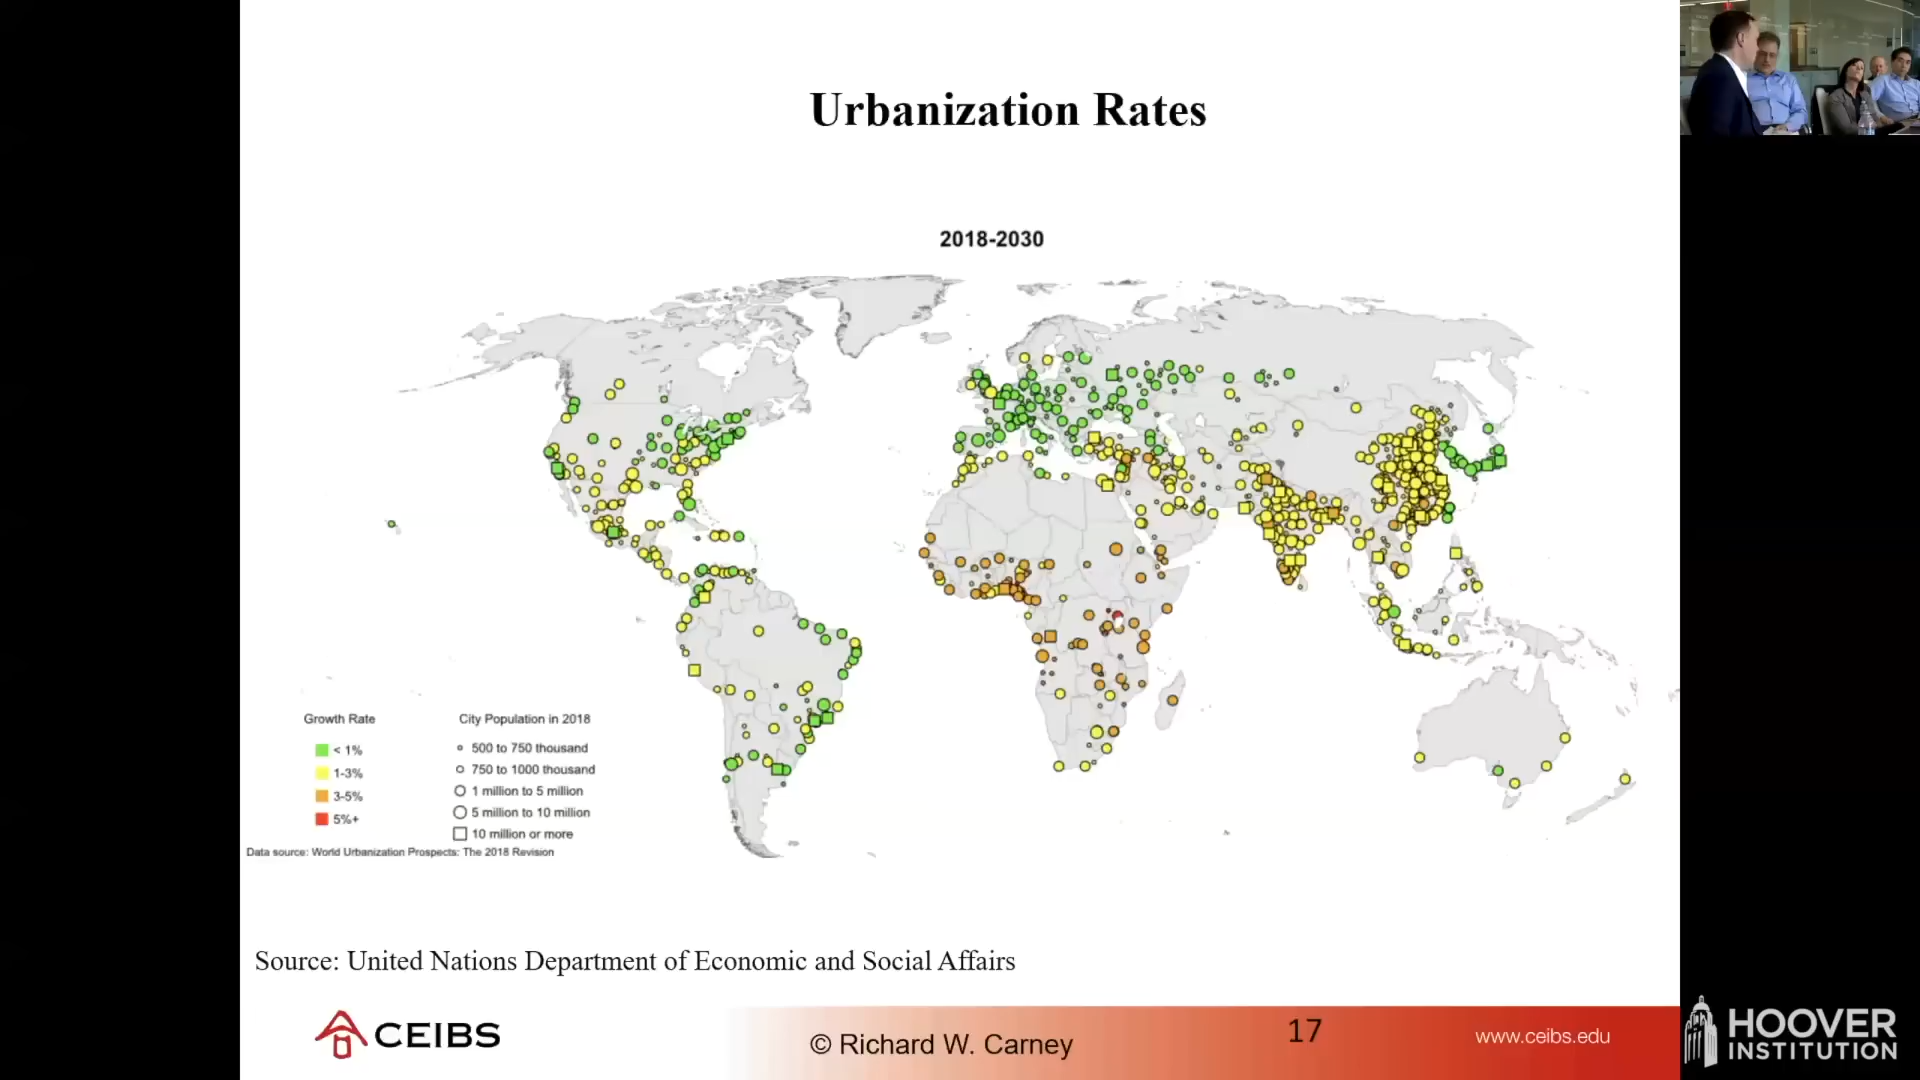 Urbanization Rates
2018-2030
Growth Rate
< 1%
1-3%
3-5%
5%+
City Population in 2018
500 to 750 thousand
750 to 1000 thousand
1 million to 5 million
5 million to 10 million
10 million or more
Data source: World Urbanization Prospects: The 2018 Revision
Source: United Nations Department of Economic and Social Affairs
CEIBS
© Richard W. Carney
17
www.ceibs.edu
HOOVER
INSTITUTION